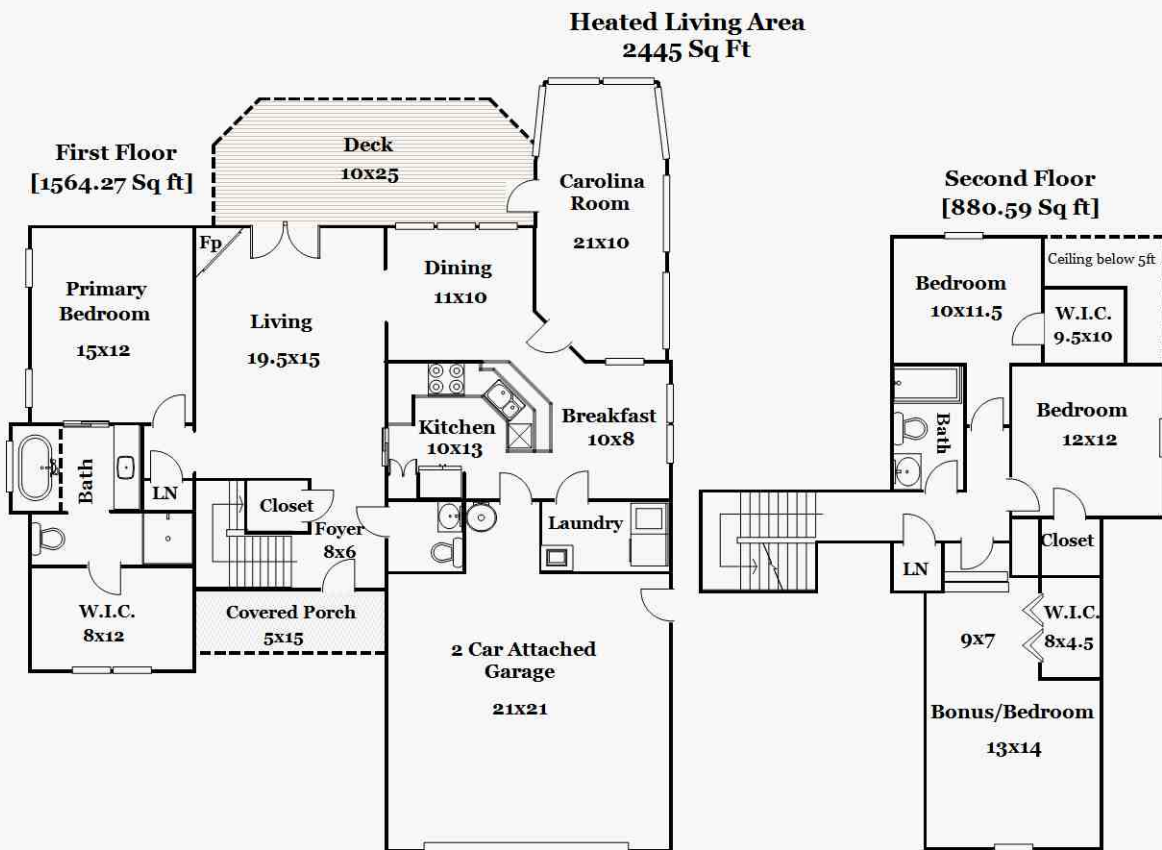 Heated Living Area
2445 Sq Ft
First Floor
[1564.27 Sq ft]
Deck
10x25
Carolina
Room
21x10
Fp
Primary
Bedroom
15x12
Living
19.5x15
Dining
11x10
Kitchen
10x13
Breakfast
10x8
Bath
LN
Closet
Foyer
8x6
Laundry
W.I.C.
8x12
Covered Porch
5x15
2 Car Attached
Garage
21x21
Second Floor
[880.59 Sq ft]
Bedroom
10x11.5
Ceiling below 5ft
W.I.C.
9.5x10
Bath
Bedroom
12x12
LN
Closet
W.I.C.
8x4.5
9x7
Bonus/Bedroom
13x14